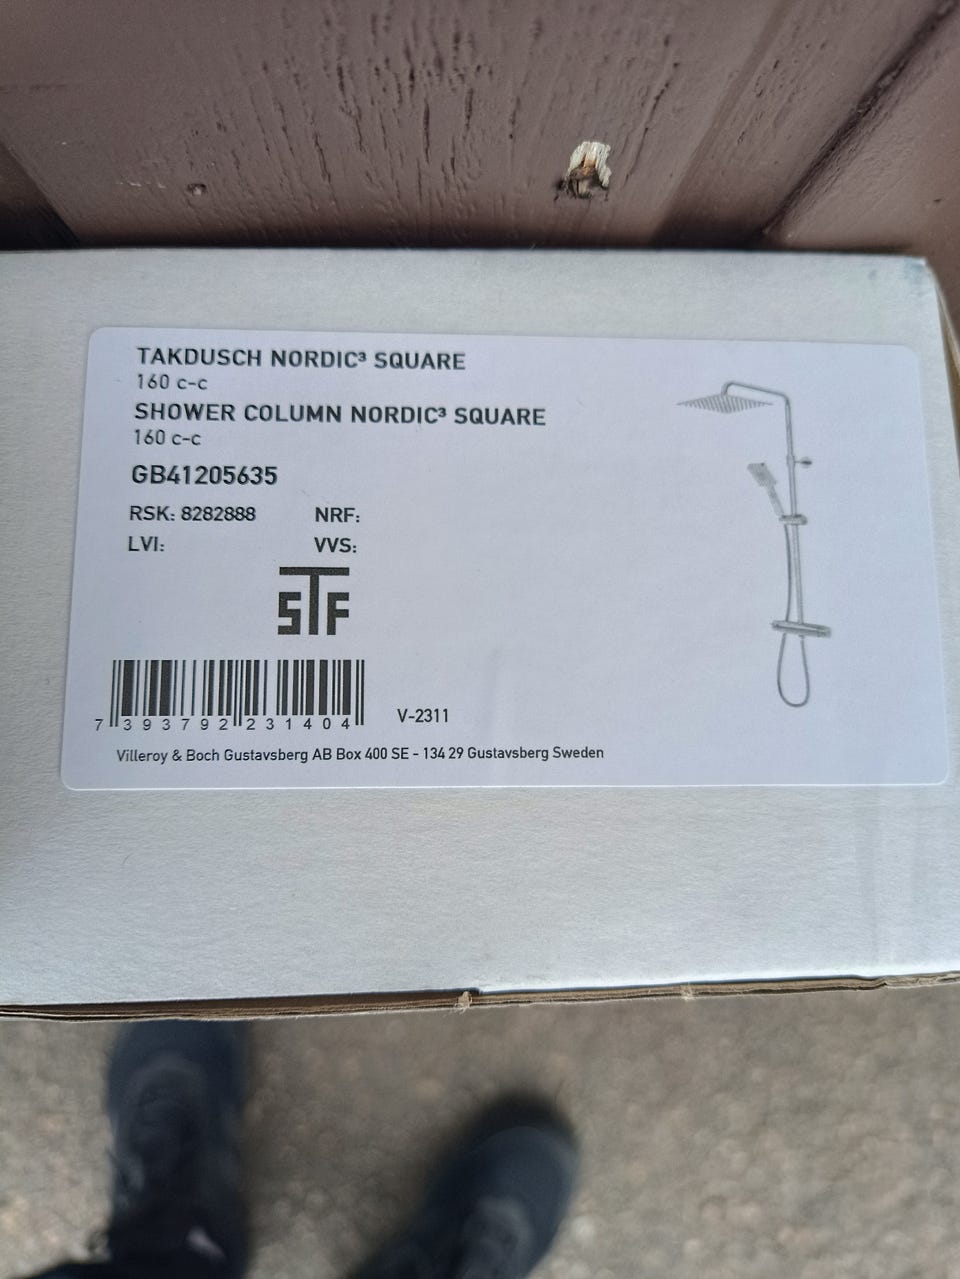 TAKDUSCH NORDIC³ SQUARE
160 c-c
SHOWER COLUMN NORDIC³ SQUARE
160 c-c
GB41205635
RSK: 8282888 NRF:
LVI: VVS:
STF
7 393792 231404 V-2311
Villeroy & Boch Gustavsberg AB Box 400 SE - 134 29 Gustavsberg Sweden